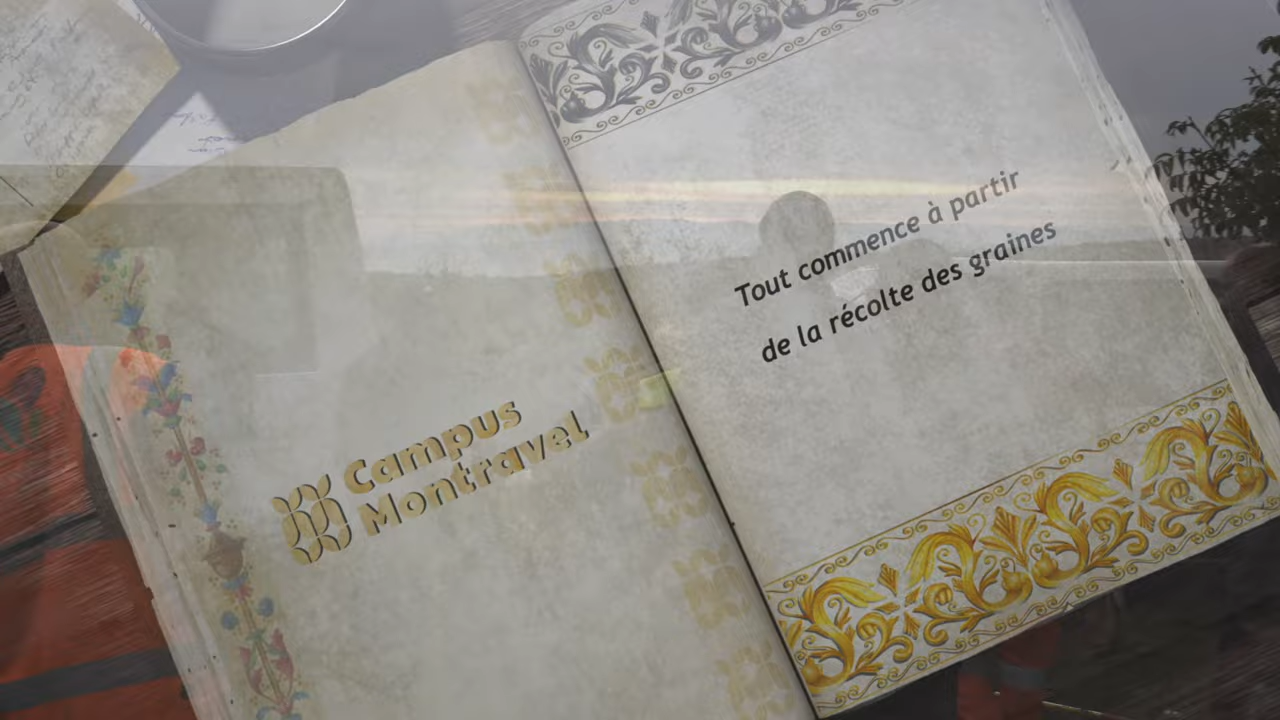 Campus
Montravel
Tout commence à partir
de la récolte des graines